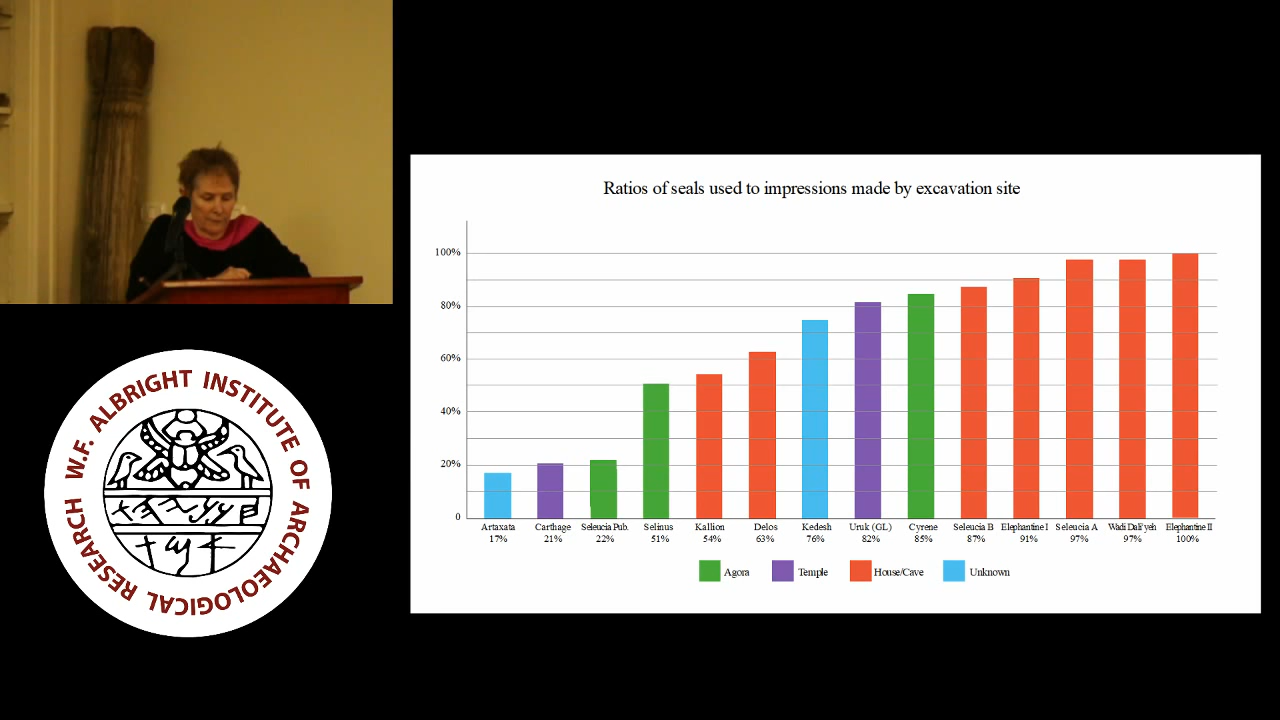 Ratios of seals used to impressions made by excavation site
100%
80%
60%
40%
20%
0
Artaxata Carthage Seleucia Pub. Selinus Kallion Delos Kedesh Uruk (GL) Cyrene Seleucia B Elephantine I Seleucia A Wadi Daliyeh Elephantine II
17% 21% 22% 51% 54% 63% 76% 82% 85% 87% 91% 97% 97% 100%
Agora Temple House/Cave Unknown
W.F. ALBRIGHT INSTITUTE OF ARCHAEOLOGICAL RESEARCH